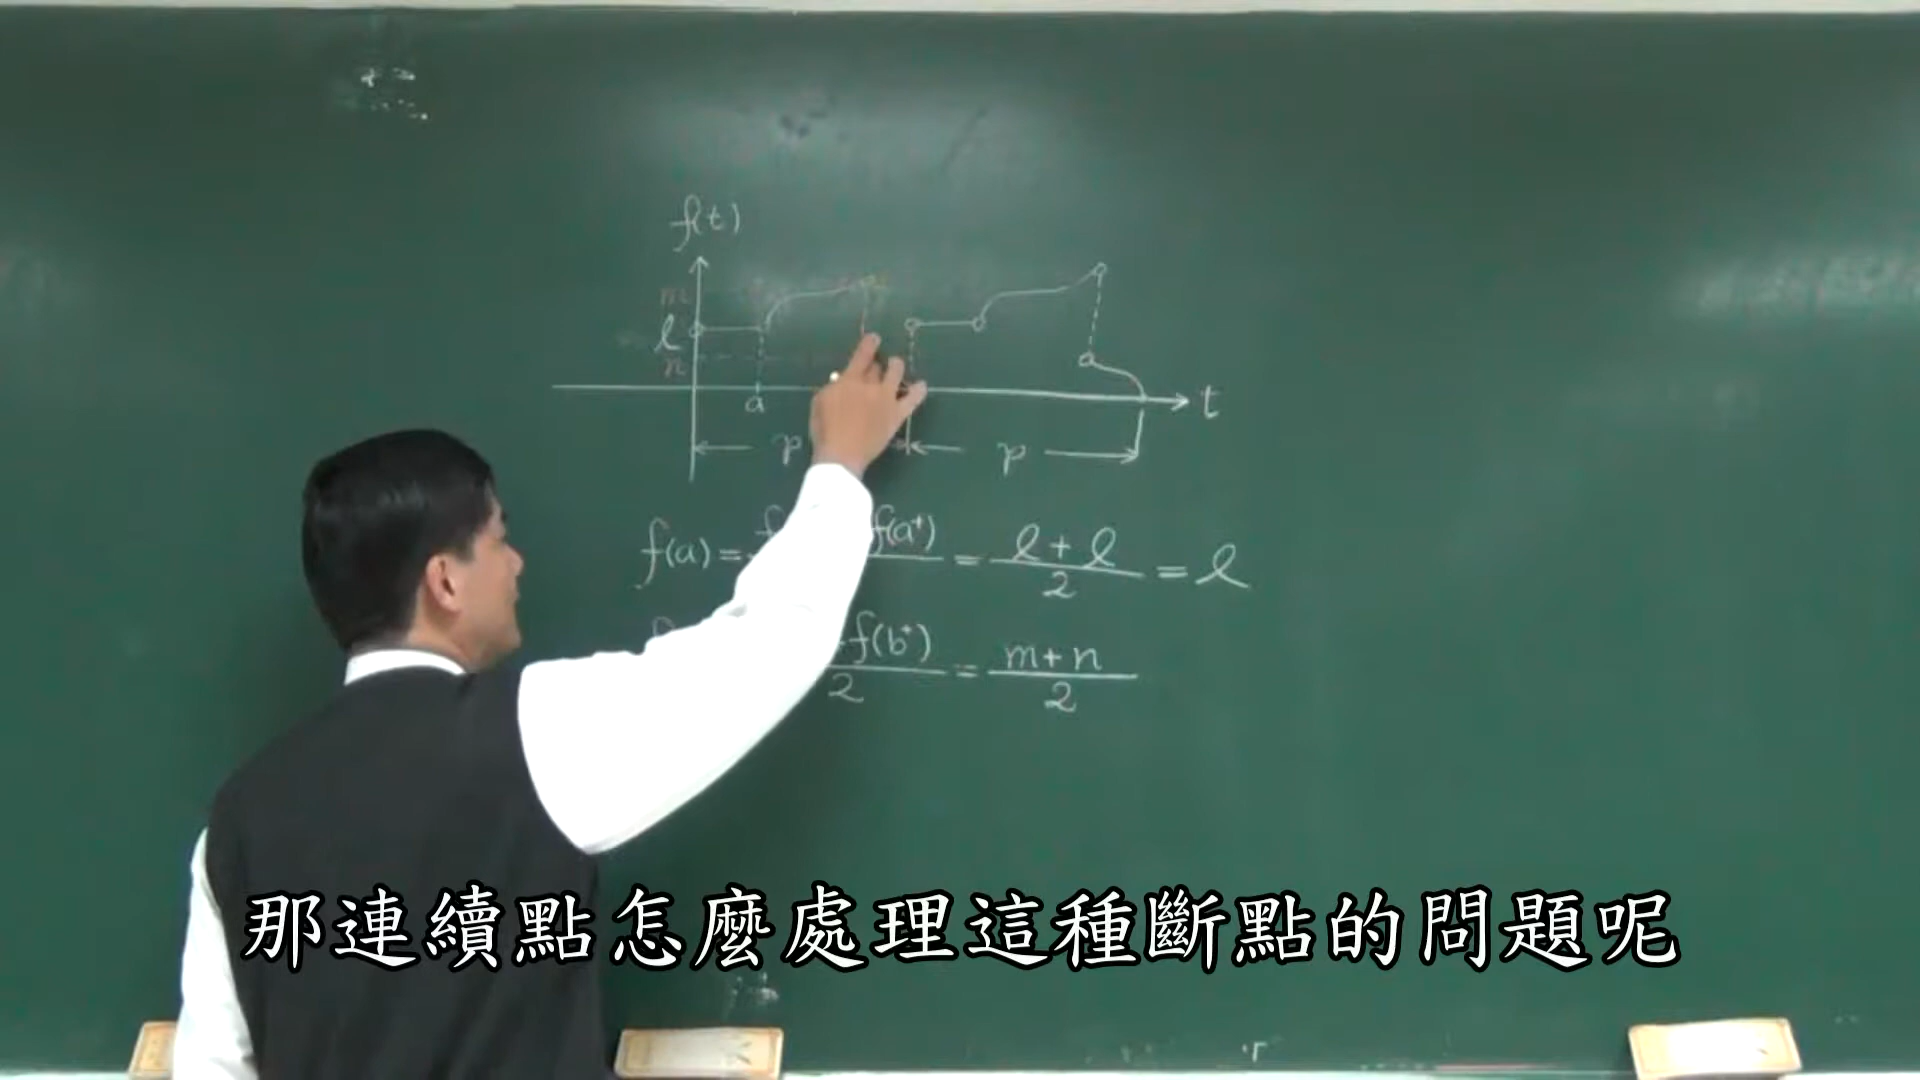 f(t)
m
l
n
a
t
p
p
f(a) = f(a⁺) / = l + l / 2 = l
+ f(b⁺) / 2 = m + n / 2
那連續點怎麼處理這種斷點的問題呢